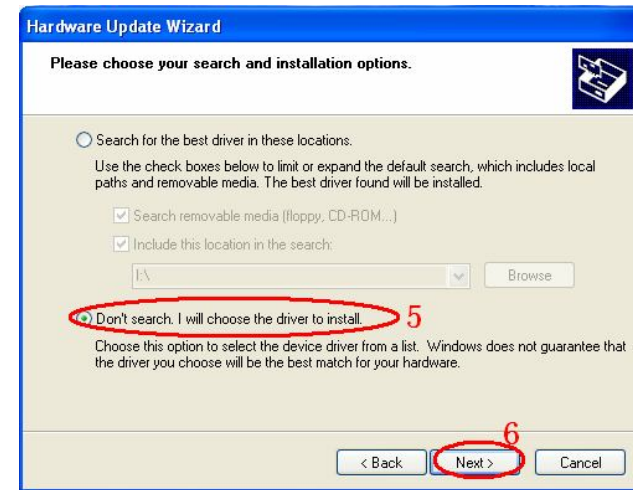 Hardware Update Wizard
Please choose your search and installation options.
Search for the best driver in these locations.
Use the check boxes below to limit or expand the default search, which includes local
paths and removable media. The best driver found will be installed.
Search removable media (floppy, CD-ROM...)
Include this location in the search:
I:\ Browse
Don't search. I will choose the driver to install. 5
Choose this option to select the device driver from a list. Windows does not guarantee that
the driver you choose will be the best match for your hardware.
6
< Back Next > Cancel